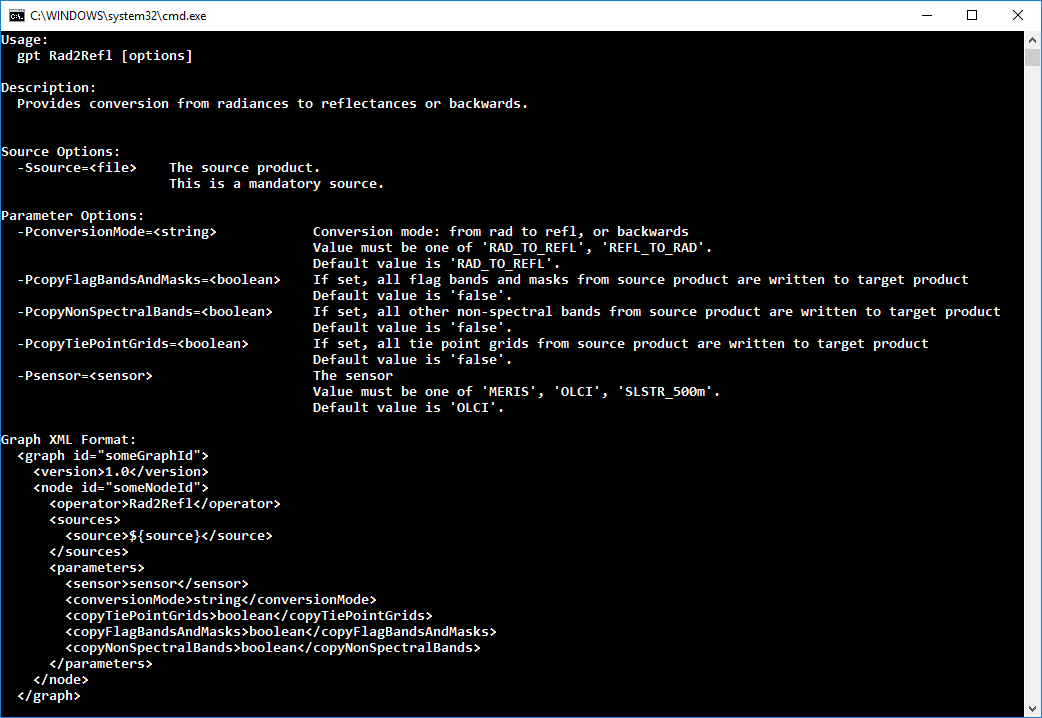 C:\WINDOWS\system32\cmd.exe
Usage:
  gpt Rad2Refl [options]

Description:
  Provides conversion from radiances to reflectances or backwards.


Source Options:
  -Ssource=<file>    The source product.
                     This is a mandatory source.

Parameter Options:
  -PconversionMode=<string>            Conversion mode: from rad to refl, or backwards
                                       Value must be one of 'RAD_TO_REFL', 'REFL_TO_RAD'.
                                       Default value is 'RAD_TO_REFL'.
  -PcopyFlagBandsAndMasks=<boolean>    If set, all flag bands and masks from source product are written to target product
                                       Default value is 'false'.
  -PcopyNonSpectralBands=<boolean>     If set, all other non-spectral bands from source product are written to target product
                                       Default value is 'false'.
  -PcopyTiePointGrids=<boolean>        If set, all tie point grids from source product are written to target product
                                       Default value is 'false'.
  -Psensor=<sensor>                    The sensor
                                       Value must be one of 'MERIS', 'OLCI', 'SLSTR_500m'.
                                       Default value is 'OLCI'.

Graph XML Format:
  <graph id="someGraphId">
    <version>1.0</version>
    <node id="someNodeId">
      <operator>Rad2Refl</operator>
      <sources>
        <source>${source}</source>
      </sources>
      <parameters>
        <sensor>sensor</sensor>
        <conversionMode>string</conversionMode>
        <copyTiePointGrids>boolean</copyTiePointGrids>
        <copyFlagBandsAndMasks>boolean</copyFlagBandsAndMasks>
        <copyNonSpectralBands>boolean</copyNonSpectralBands>
      </parameters>
    </node>
  </graph>